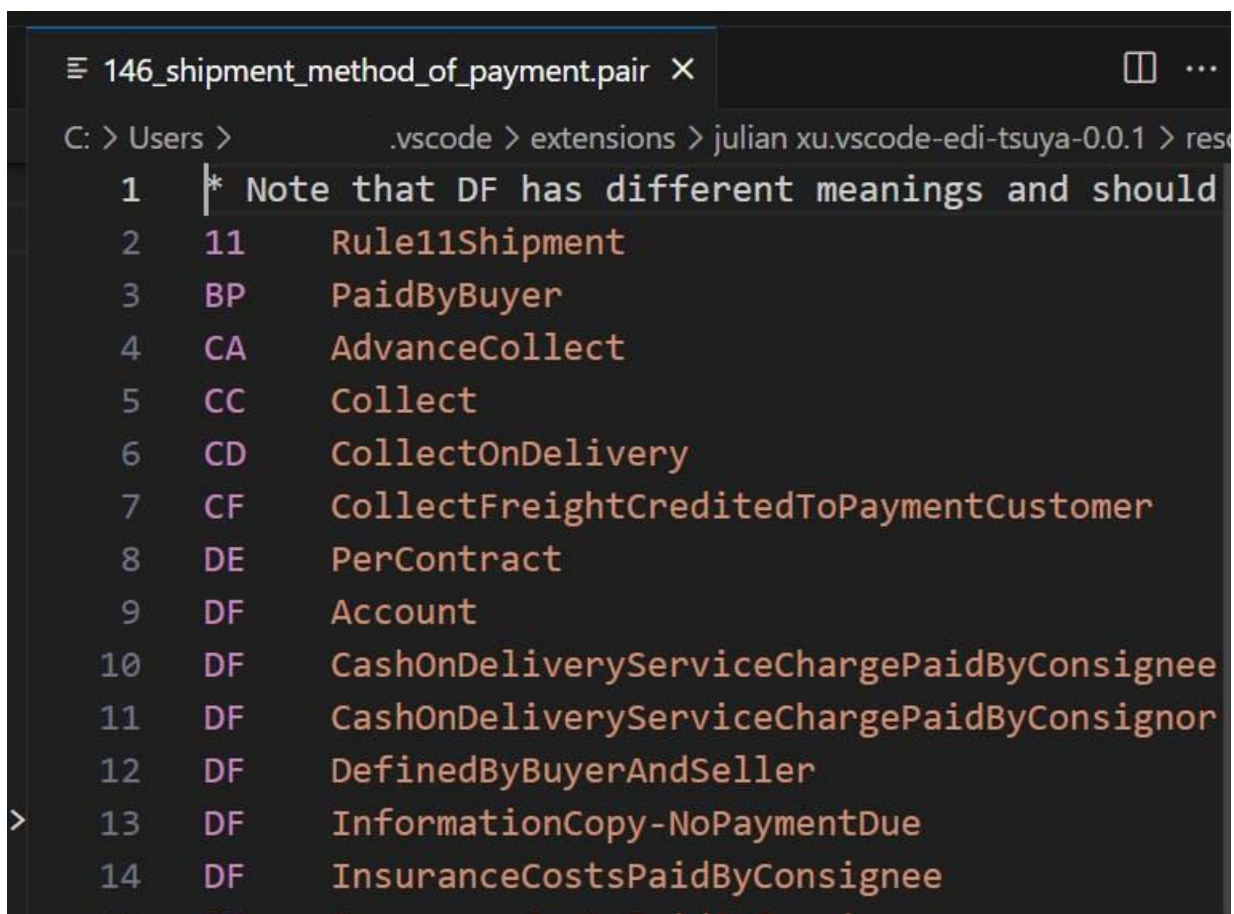 146_shipment_method_of_payment.pair
C: > Users > .vscode > extensions > julian xu.vscode-edi-tsuya-0.0.1 >
1 * Note that DF has different meanings and should
2 11 Rule11Shipment
3 BP PaidByBuyer
4 CA AdvanceCollect
5 CC Collect
6 CD CollectOnDelivery
7 CF CollectFreightCreditedToPaymentCustomer
8 DE PerContract
9 DF Account
10 DF CashOnDeliveryServiceChargePaidByConsignee
11 DF CashOnDeliveryServiceChargePaidByConsignor
12 DF DefinedByBuyerAndSeller
13 DF InformationCopy-NoPaymentDue
14 DF InsuranceCostsPaidByConsignee